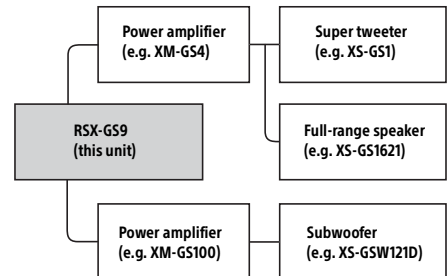 Power amplifier
(e.g. XM-GS4)
Super tweeter
(e.g. XS-GS1)
RSX-GS9
(this unit)
Full-range speaker
(e.g. XS-GS1621)
Power amplifier
(e.g. XM-GS100)
Subwoofer
(e.g. XS-GSW121D)